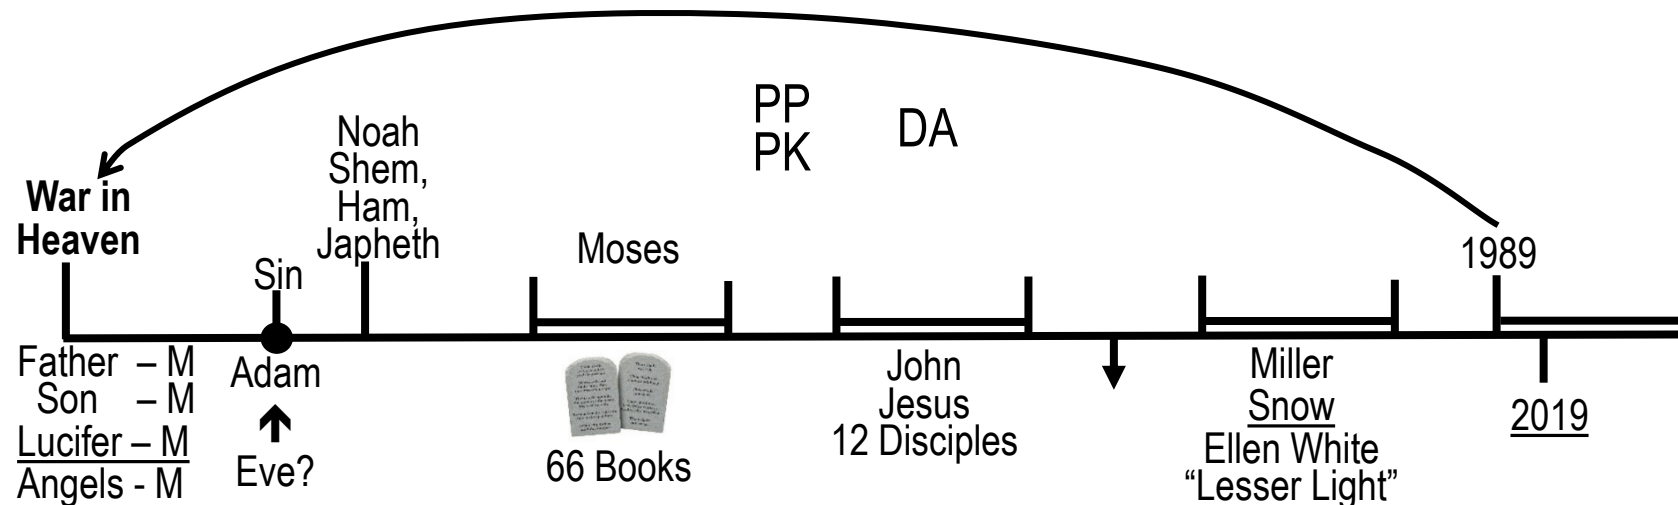 PP
PK
DA
War in
Heaven
Noah
Shem,
Ham,
Japheth
Sin
Moses
1989
Father – M
Son – M
Lucifer – M
Angels - M
Adam
Eve?
66 Books
John
Jesus
12 Disciples
Miller
Snow
Ellen White
“Lesser Light”
2019